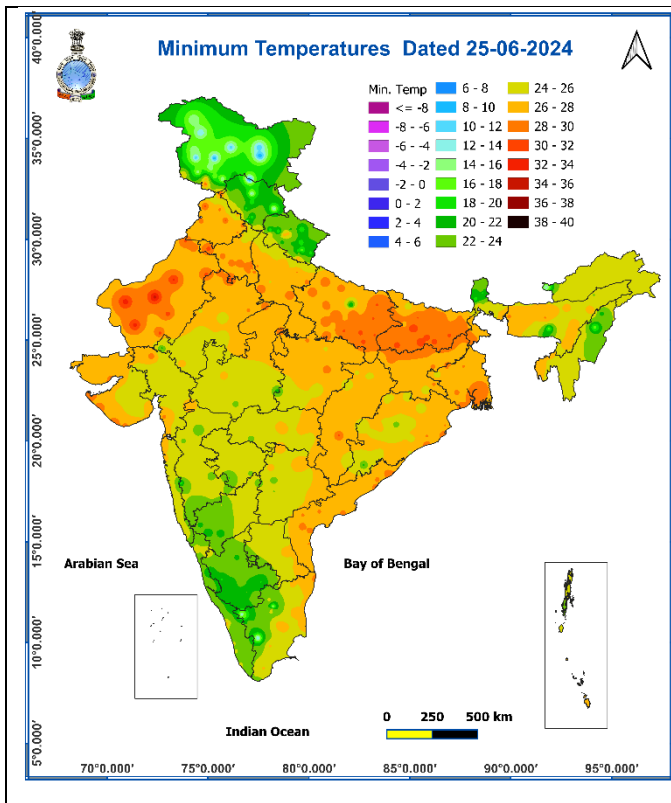 Minimum Temperatures Dated 25-06-2024
Min. Temp
<= -8
-8 - -6
-6 - -4
-4 - -2
-2 - 0
0 - 2
2 - 4
4 - 6
6 - 8
8 - 10
10 - 12
12 - 14
14 - 16
16 - 18
18 - 20
20 - 22
22 - 24
24 - 26
26 - 28
28 - 30
30 - 32
32 - 34
34 - 36
36 - 38
38 - 40
40°0.000'
35°0.000'
30°0.000'
25°0.000'
20°0.000'
15°0.000'
10°0.000'
5°0.000'
Arabian Sea
Bay of Bengal
Indian Ocean
0 250 500 km
70°0.000' 75°0.000' 80°0.000' 85°0.000' 90°0.000' 95°0.000'